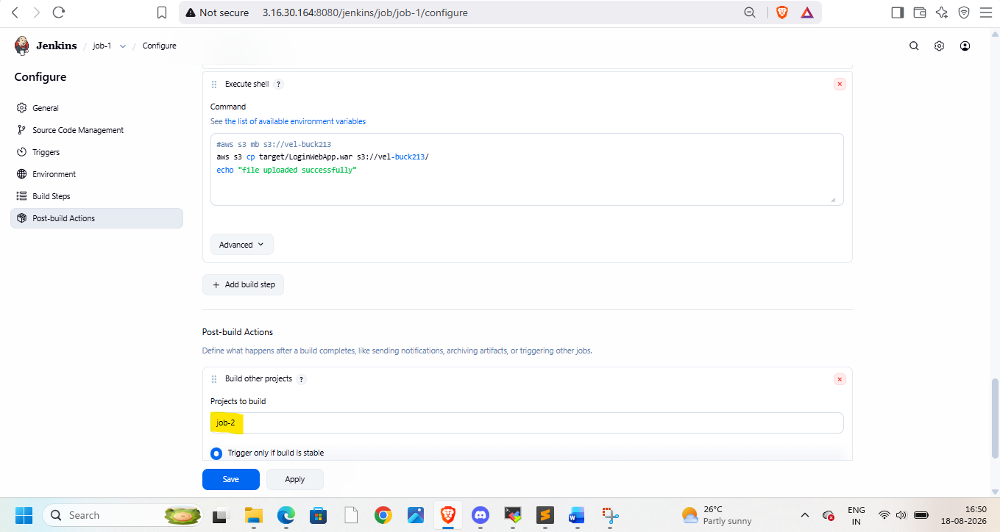 Not secure 3.16.30.164:8080/jenkins/job/job-1/configure
Jenkins / job-1 / Configure
Configure
General
Source Code Management
Triggers
Environment
Build Steps
Post-build Actions
Execute shell ?
Command
See the list of available environment variables
#aws s3 mb s3://vel-buck213
aws s3 cp target/LoginWebApp.war s3://vel-buck213/
echo "file uploaded successfully"
Advanced
+ Add build step
Post-build Actions
Define what happens after a build completes, like sending notifications, archiving artifacts, or triggering other jobs.
Build other projects ?
Projects to build
job-2
Trigger only if build is stable
Save
Apply
Search
26°C
Partly sunny
ENG
IN
16:50
18-08-2026